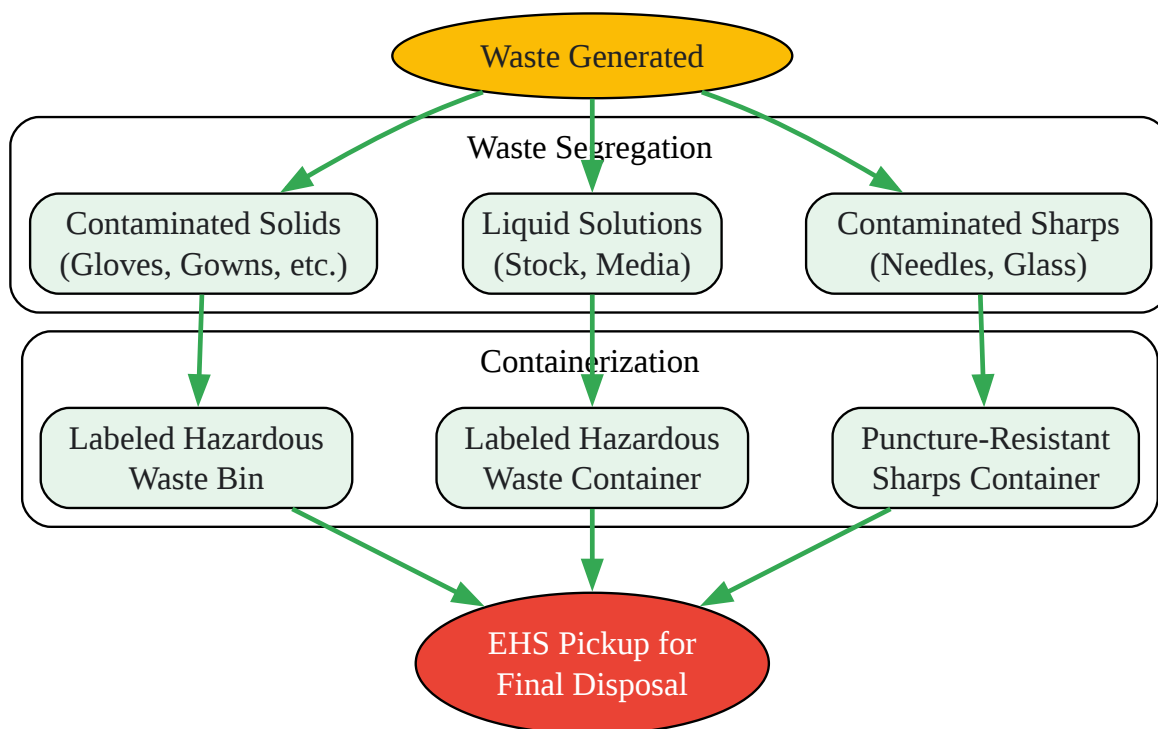 Waste Generated
Waste Segregation
Contaminated Solids
(Gloves, Gowns, etc.)
Liquid Solutions
(Stock, Media)
Contaminated Sharps
(Needles, Glass)
Containerization
Labeled Hazardous
Waste Bin
Labeled Hazardous
Waste Container
Puncture-Resistant
Sharps Container
EHS Pickup for
Final Disposal